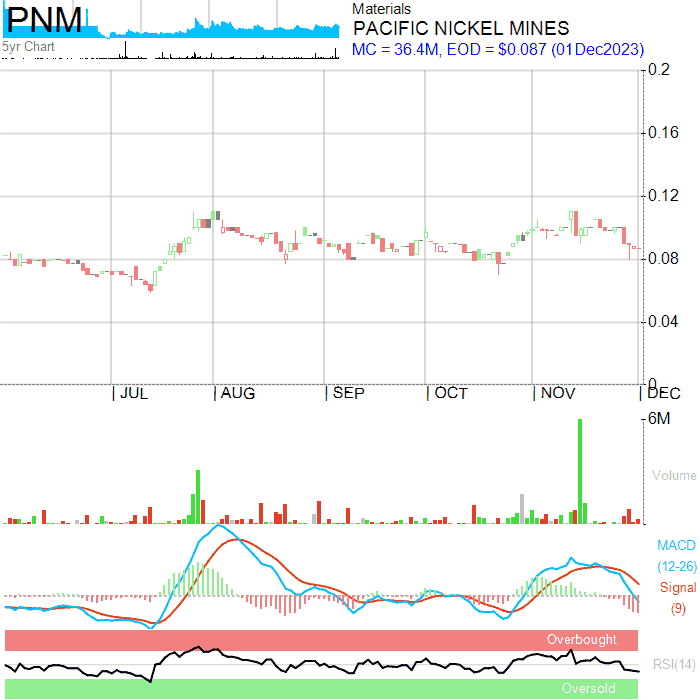 PNM
5yr Chart
Materials
PACIFIC NICKEL MINES
MC = 36.4M, EOD = $0.087 (01Dec2023)
0.2
0.16
0.12
0.08
0.04
0
JUL AUG SEP OCT NOV DEC
6M
Volume
MACD
(12-26)
Signal
(9)
Overbought
RSI(14)
Oversold